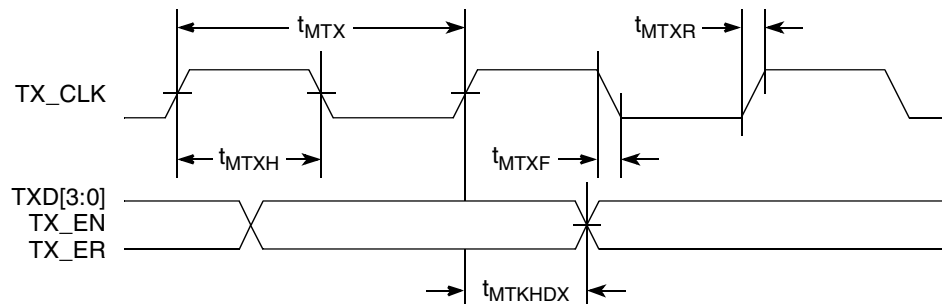 tMTX
tMTXR
TX_CLK
tMTXH
tMTXF
TXD[3:0]
TX_EN
TX_ER
tMTKHDX